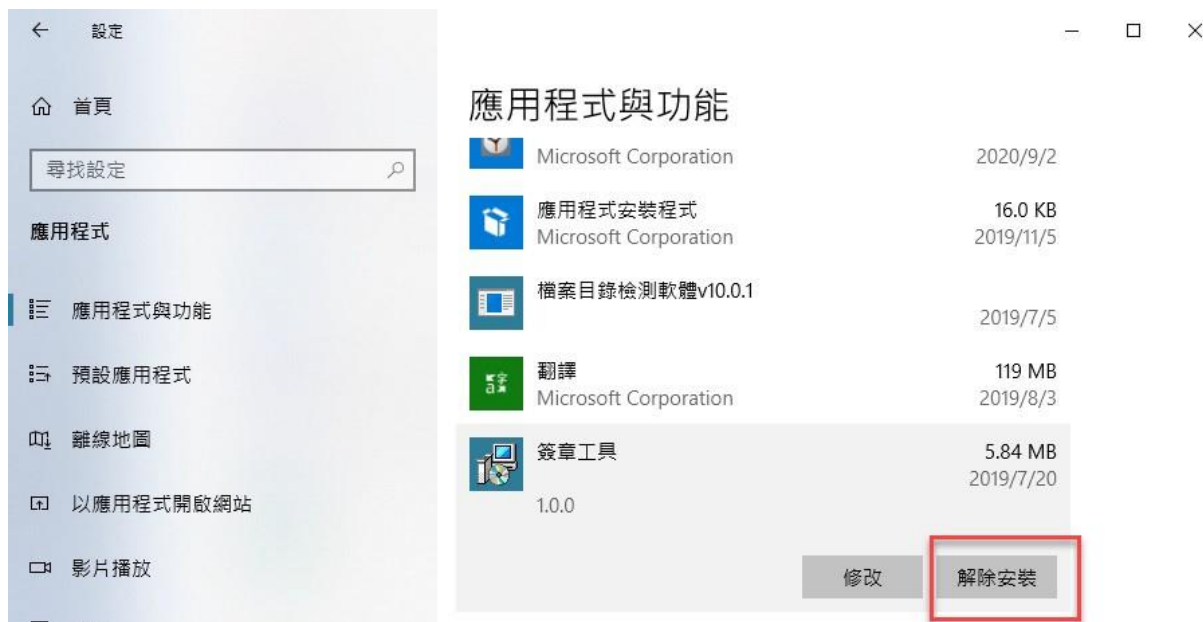 設定
首頁
尋找設定
應用程式
應用程式與功能
預設應用程式
離線地圖
以應用程式開啟網站
影片播放
應用程式與功能
Microsoft Corporation 2020/9/2
應用程式安裝程式 16.0 KB
Microsoft Corporation 2019/11/5
檔案目錄檢測軟體v10.0.1
2019/7/5
翻譯 119 MB
Microsoft Corporation 2019/8/3
簽章工具 5.84 MB
2019/7/20
1.0.0
修改 解除安裝